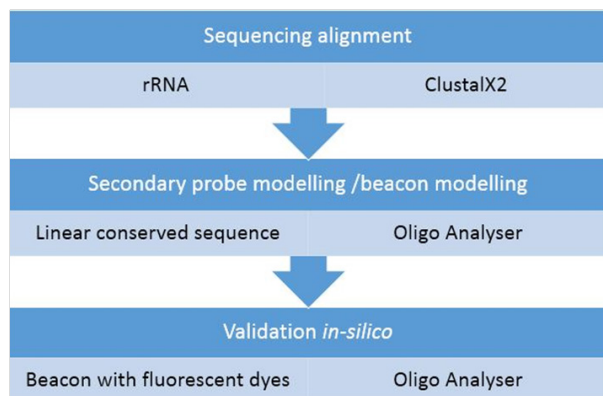 Sequencing alignment
rRNA ClustalX2
Secondary probe modelling /beacon modelling
Linear conserved sequence Oligo Analyser
Validation in-silico
Beacon with fluorescent dyes Oligo Analyser